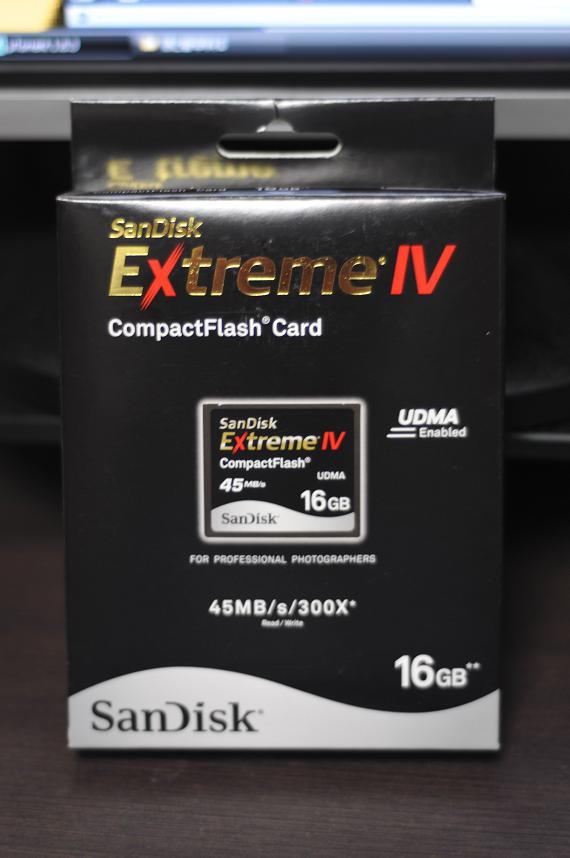 SanDisk
Extreme® IV
CompactFlash® Card
SanDisk
Extreme® IV
CompactFlash®
UDMA
45MB/s
16GB
SanDisk®
UDMA
Enabled
FOR PROFESSIONAL PHOTOGRAPHERS
45MB/s/300X*
Read/Write
16GB**
SanDisk®